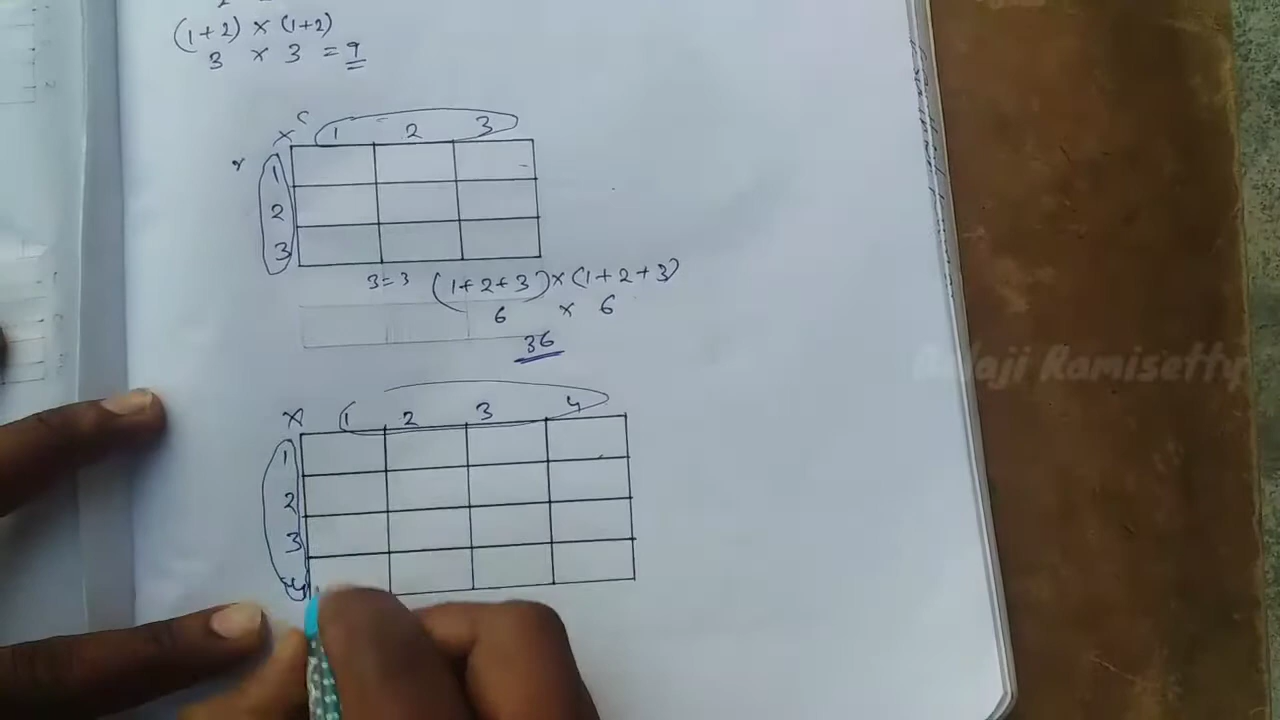 (1+2) × (1+2)
3 × 3 = 9
c
× 1 2 3
r
1
2
3
3=3 (1+2+3)×(1+2+3)
6 × 6
36
× 1 2 3 4
1
2
3
4
Ramisetty